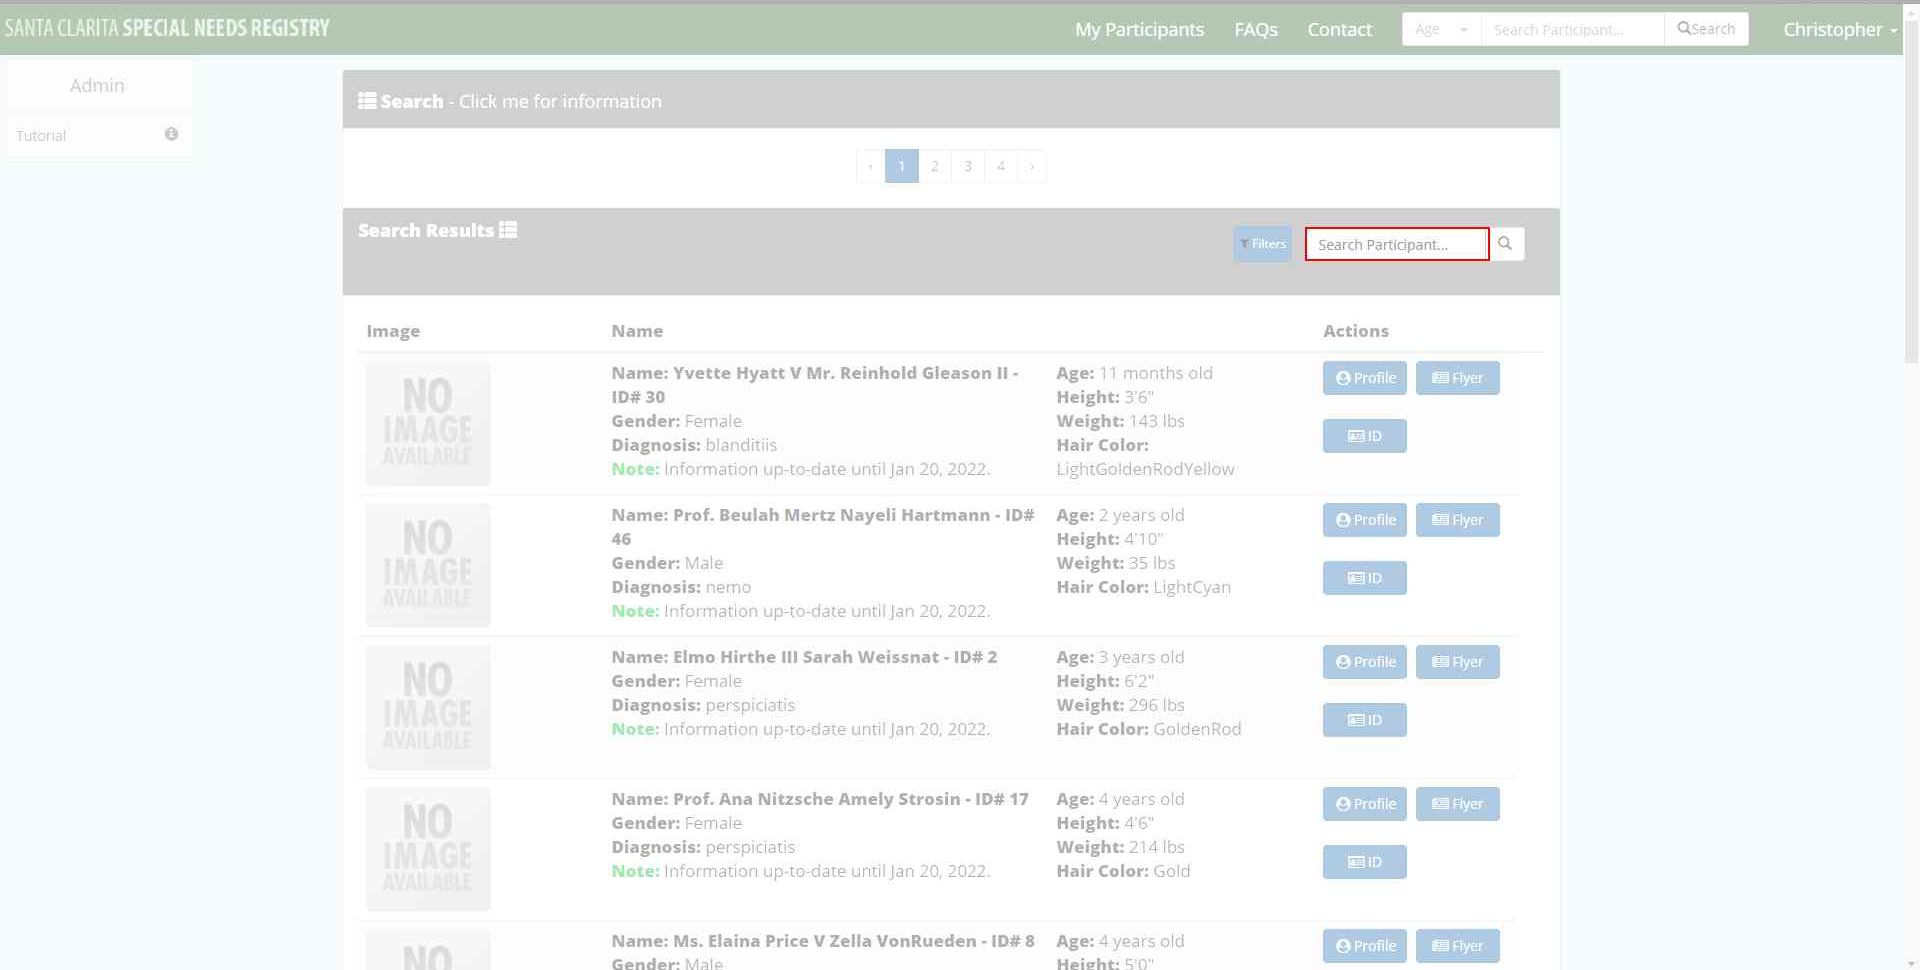 SANTA CLARITA SPECIAL NEEDS REGISTRY
My Participants FAQs Contact Age Search Participant... Search Christopher
Admin
Tutorial
Search - Click me for information
‹ 1 2 3 4 ›
Search Results
Filters Search Participant...
Image Name Actions
NO IMAGE AVAILABLE
Name: Yvette Hyatt V Mr. Reinhold Gleason II -
ID# 30
Gender: Female
Diagnosis: blanditiis
Note: Information up-to-date until Jan 20, 2022.
Age: 11 months old
Height: 3'6"
Weight: 143 lbs
Hair Color:
LightGoldenRodYellow
Profile Flyer
ID
NO IMAGE AVAILABLE
Name: Prof. Beulah Mertz Nayeli Hartmann - ID#
46
Gender: Male
Diagnosis: nemo
Note: Information up-to-date until Jan 20, 2022.
Age: 2 years old
Height: 4'10"
Weight: 35 lbs
Hair Color: LightCyan
Profile Flyer
ID
NO IMAGE AVAILABLE
Name: Elmo Hirthe III Sarah Weissnat - ID# 2
Gender: Female
Diagnosis: perspiciatis
Note: Information up-to-date until Jan 20, 2022.
Age: 3 years old
Height: 6'2"
Weight: 296 lbs
Hair Color: GoldenRod
Profile Flyer
ID
NO IMAGE AVAILABLE
Name: Prof. Ana Nitzsche Amely Strosin - ID# 17
Gender: Female
Diagnosis: perspiciatis
Note: Information up-to-date until Jan 20, 2022.
Age: 4 years old
Height: 4'6"
Weight: 214 lbs
Hair Color: Gold
Profile Flyer
ID
NO
Name: Ms. Elaina Price V Zella VonRueden - ID# 8
Gender: Male
Age: 4 years old
Height: 5'0"
Profile Flyer